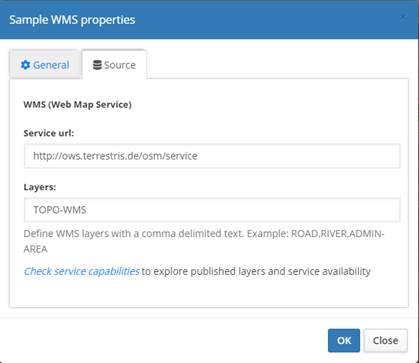 Sample WMS properties
General
Source
WMS (Web Map Service)
Service url:
http://ows.terrestris.de/osm/service
Layers:
TOPO-WMS
Define WMS layers with a comma delimited text. Example: ROAD,RIVER,ADMIN-
AREA
Check service capabilities to explore published layers and service availability
OK
Close